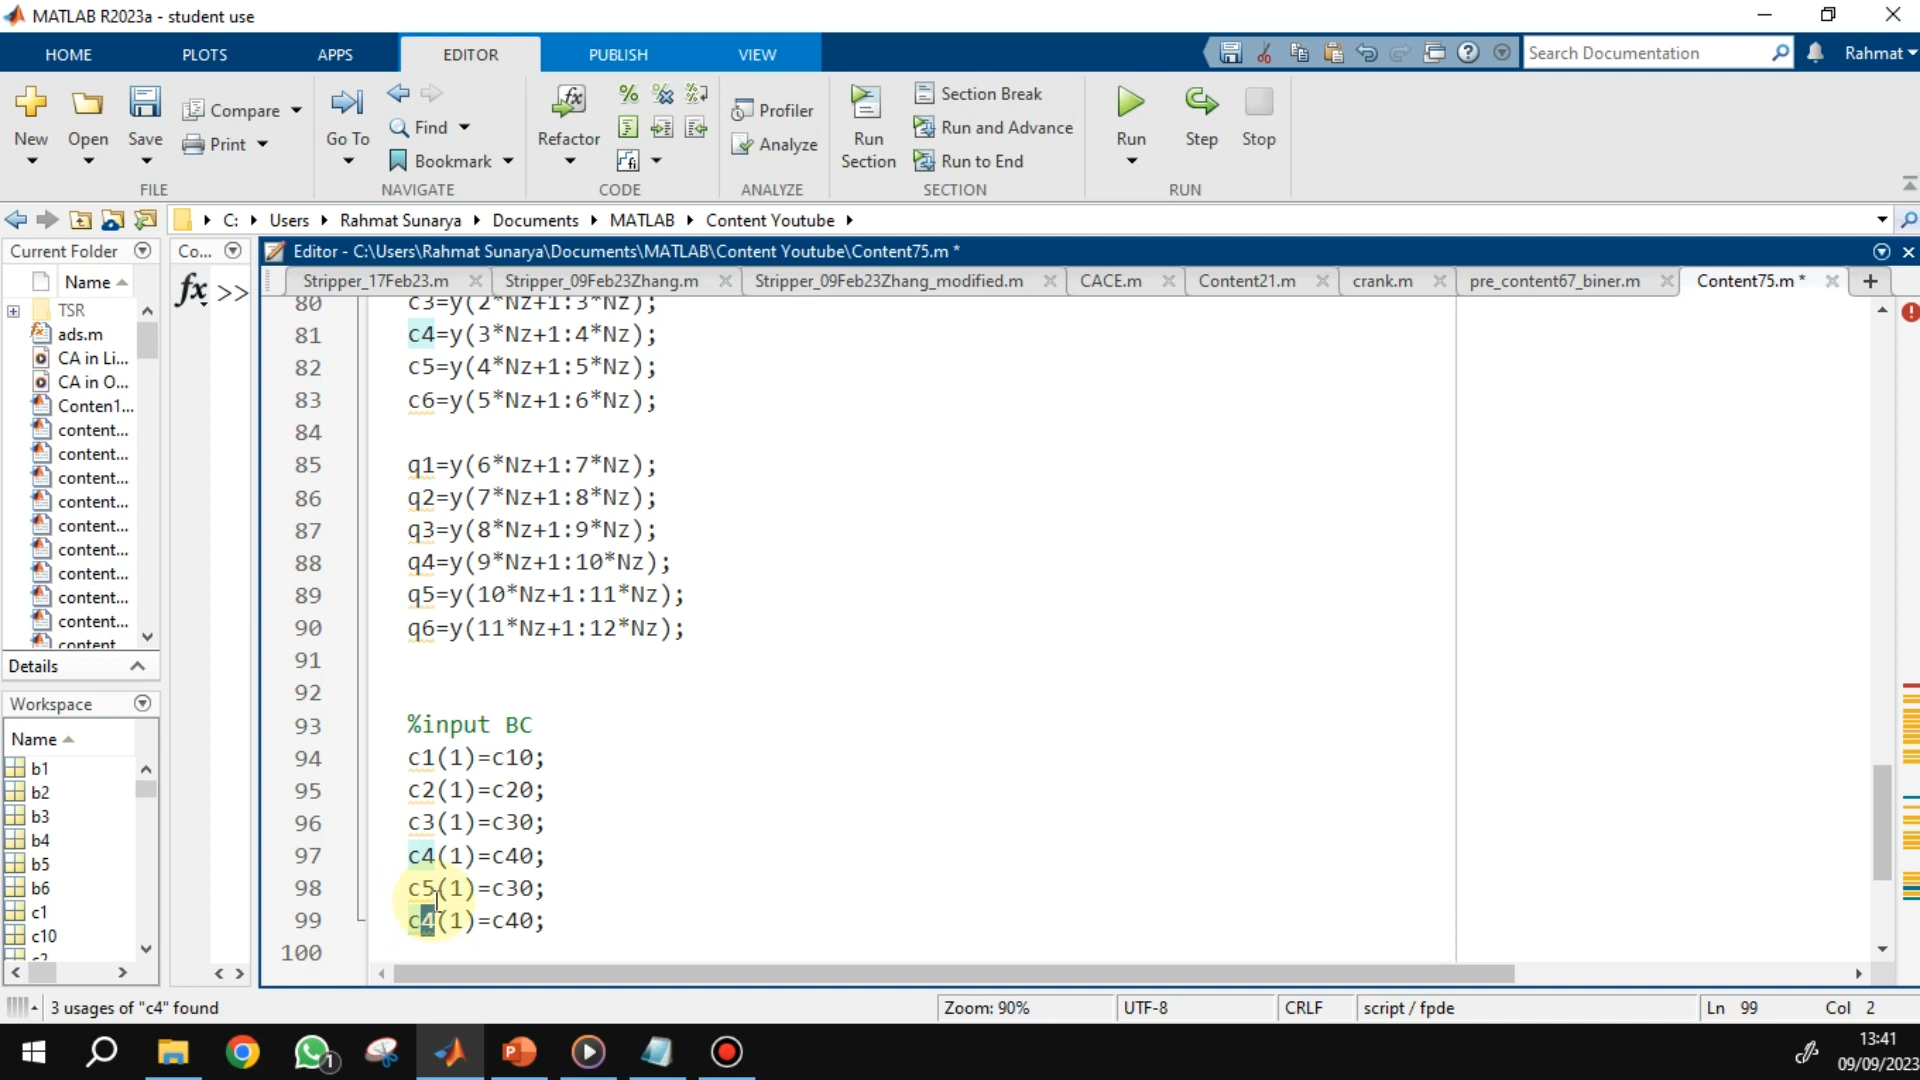 MATLAB R2023a - student use
HOME PLOTS APPS EDITOR PUBLISH VIEW Search Documentation Rahmat
New Open Save Compare Print Go To Find Bookmark Refactor Profiler Analyze Run Section Section Break Run and Advance Run to End Run Step Stop
FILE NAVIGATE CODE ANALYZE SECTION RUN
C: Users Rahmat Sunarya Documents MATLAB Content Youtube
Current Folder Co... Editor - C:\Users\Rahmat Sunarya\Documents\MATLAB\Content Youtube\Content75.m *
Name fx >> Stripper_17Feb23.m Stripper_09Feb23Zhang.m Stripper_09Feb23Zhang_modified.m CACE.m Content21.m crank.m pre_content67_biner.m Content75.m * +
TSR
ads.m
CA in Li...
CA in O...
Conten1...
content...
content...
content...
content...
content...
content...
content...
content...
content...
content
Details
Workspace
Name
b1
b2
b3
b4
b5
b6
c1
c10
c2
80 c3=y(2*Nz+1:3*Nz);
81 c4=y(3*Nz+1:4*Nz);
82 c5=y(4*Nz+1:5*Nz);
83 c6=y(5*Nz+1:6*Nz);
84
85 q1=y(6*Nz+1:7*Nz);
86 q2=y(7*Nz+1:8*Nz);
87 q3=y(8*Nz+1:9*Nz);
88 q4=y(9*Nz+1:10*Nz);
89 q5=y(10*Nz+1:11*Nz);
90 q6=y(11*Nz+1:12*Nz);
91
92
93 %input BC
94 c1(1)=c10;
95 c2(1)=c20;
96 c3(1)=c30;
97 c4(1)=c40;
98 c5(1)=c30;
99 c4(1)=c40;
100
3 usages of "c4" found Zoom: 90% UTF-8 CRLF script / fpde Ln 99 Col 2
1
13:41
09/09/2023